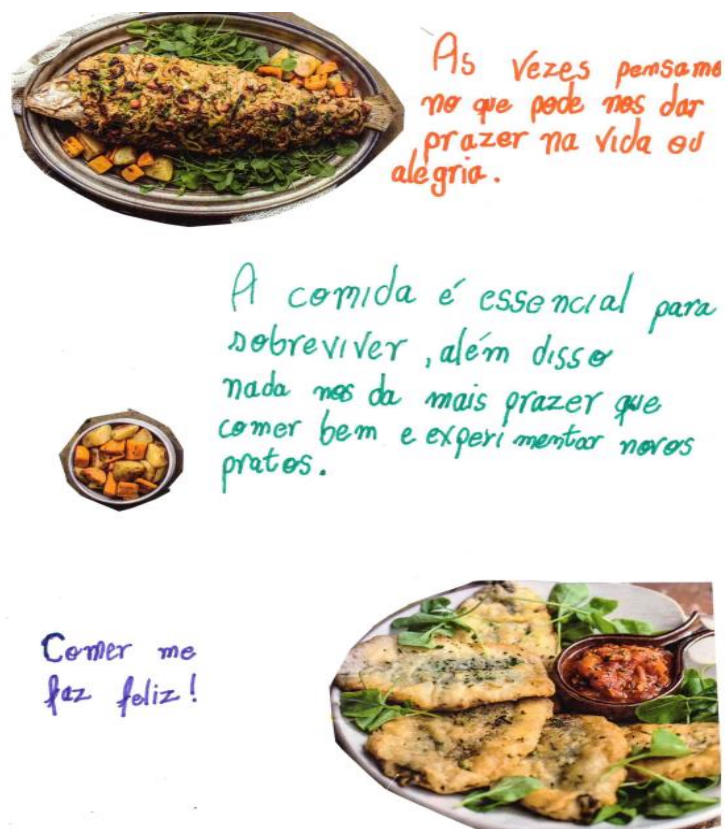 As vezes pensamo
no que pode nos dar
prazer na vida ou
alegria.
A comida é essencial para
sobreviver, além disso
nada nos da mais prazer que
comer bem e experimentar novos
pratos.
Comer me
faz feliz!